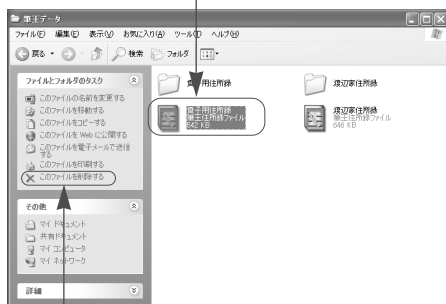 筆王データ
ファイル(F) 編集(E) 表示(V) お気に入り(A) ツール(T) ヘルプ(H)
戻る 検索 フォルダ
ファイルとフォルダのタスク
このファイルの名前を変更する
このファイルを移動する
このファイルをコピーする
このファイルを Web に公開する
このファイルを電子メールで送信
する
このファイルを印刷する
このファイルを削除する
その他
マイ ドキュメント
共有ドキュメント
マイ コンピュータ
マイ ネットワーク
詳細
用住所録
渡辺家住所録
用住所録
筆王住所録ファイル
642 KB
渡辺家住所録
筆王住所録ファイル
646 KB